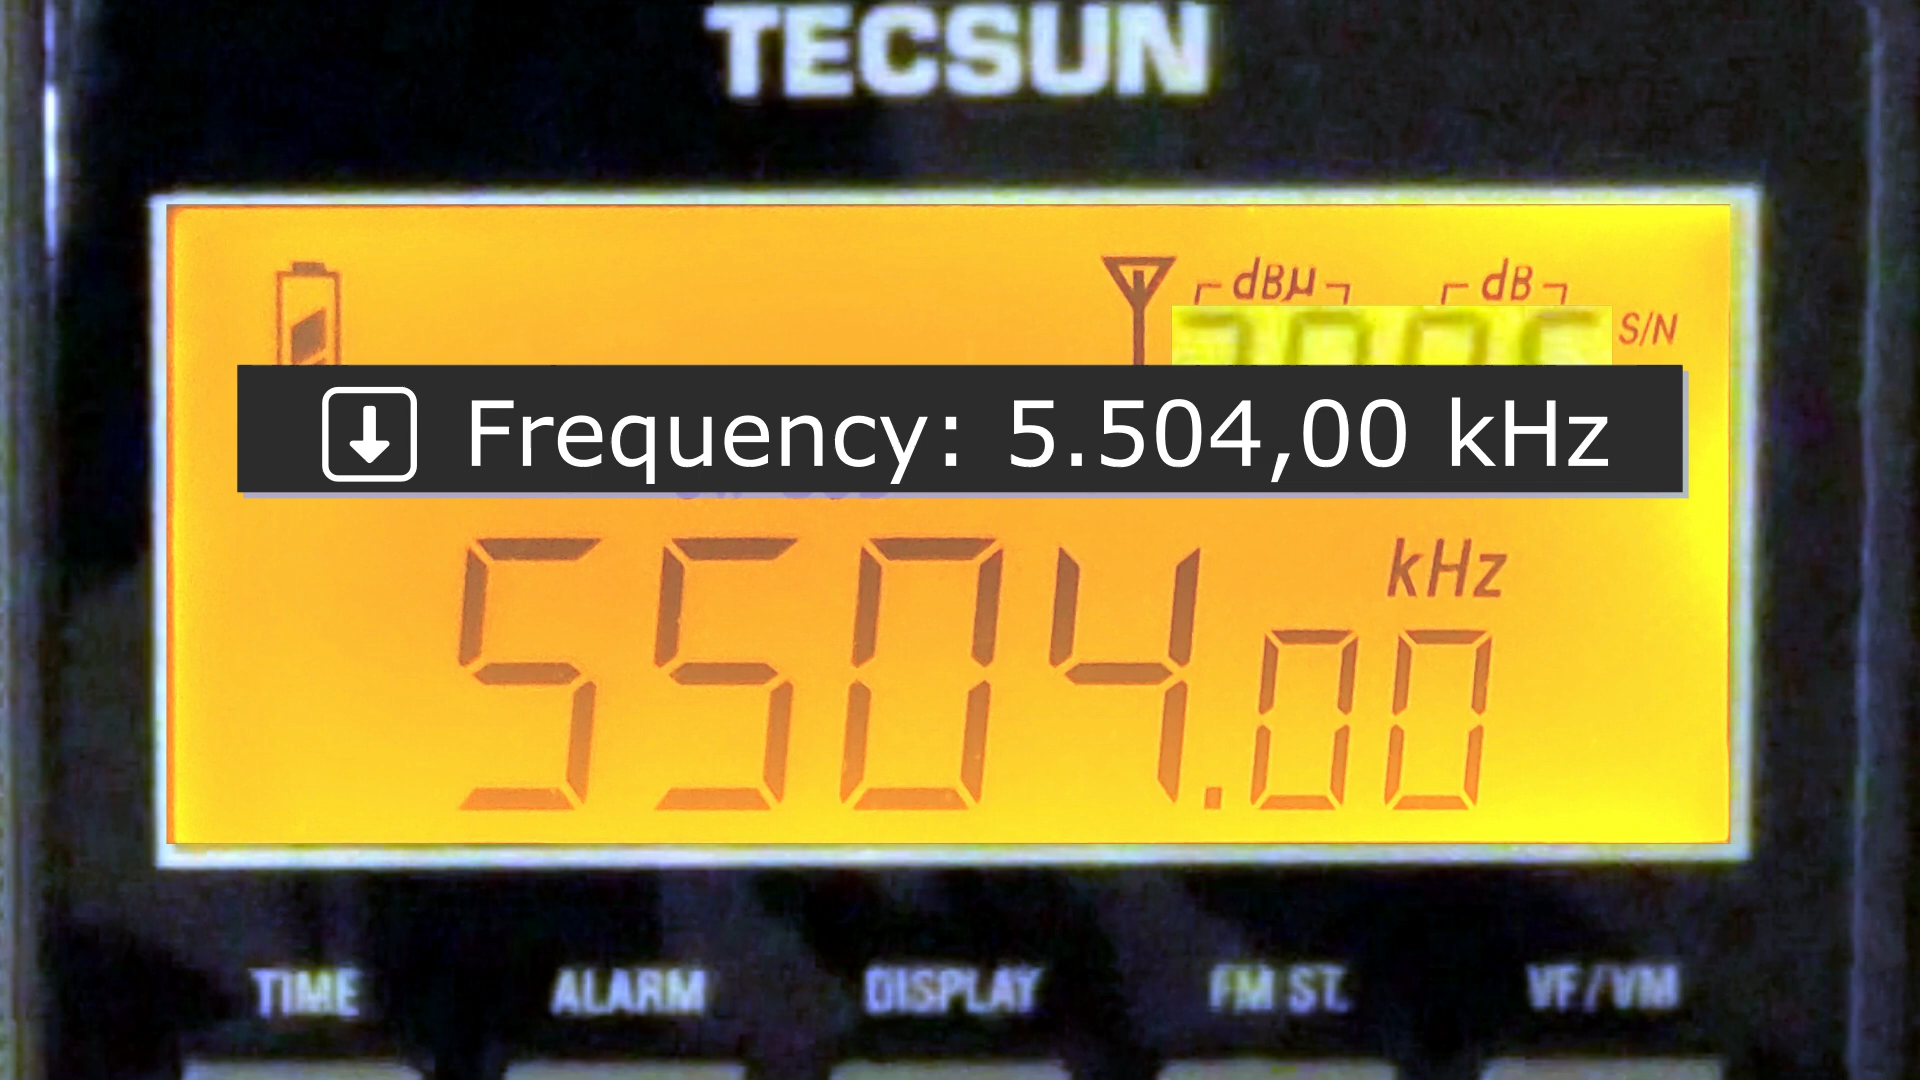 TECSUN
dBµ dB
S/N
Frequency: 5.504,00 kHz
kHz
5504.00
TIME ALARM DISPLAY FM ST. VF/VM